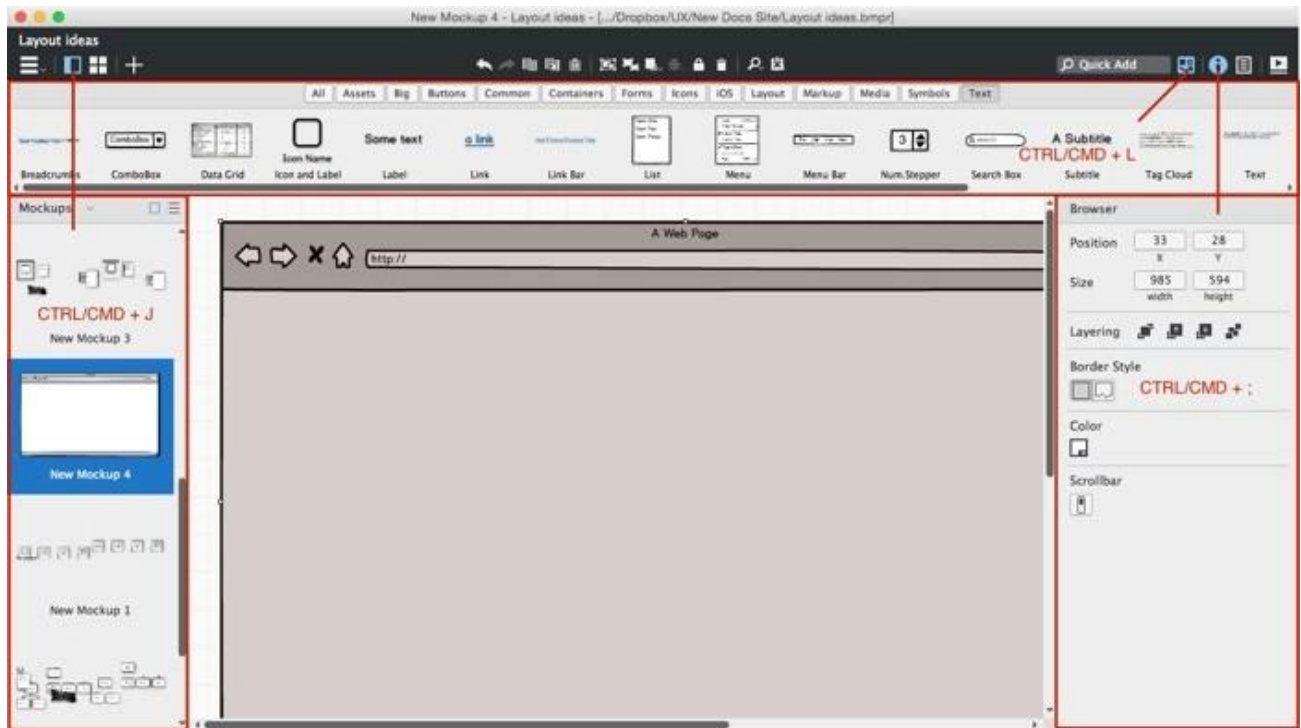 New Mockup 4 - Layout ideas - [.../Dropbox/UX/New Docs Site/Layout ideas.bmpr]
Layout ideas
Quick Add
All Assets Big Buttons Common Containers Forms Icons iOS Layout Markup Media Symbols Text
ComboBox
Icon Name
Some text
a link
3
A Subtitle
CTRL/CMD + L
Breadcrumbs ComboBox Data Grid Icon and Label Label Link Link Bar List Menu Menu Bar Num.Stepper Search Box Subtitle Tag Cloud Text
Mockups
CTRL/CMD + J
New Mockup 3
New Mockup 4
New Mockup 1
A Web Page
http://
Browser
Position 33 28
X Y
Size 985 594
width height
Layering
Border Style
CTRL/CMD + ;
Color
Scrollbar